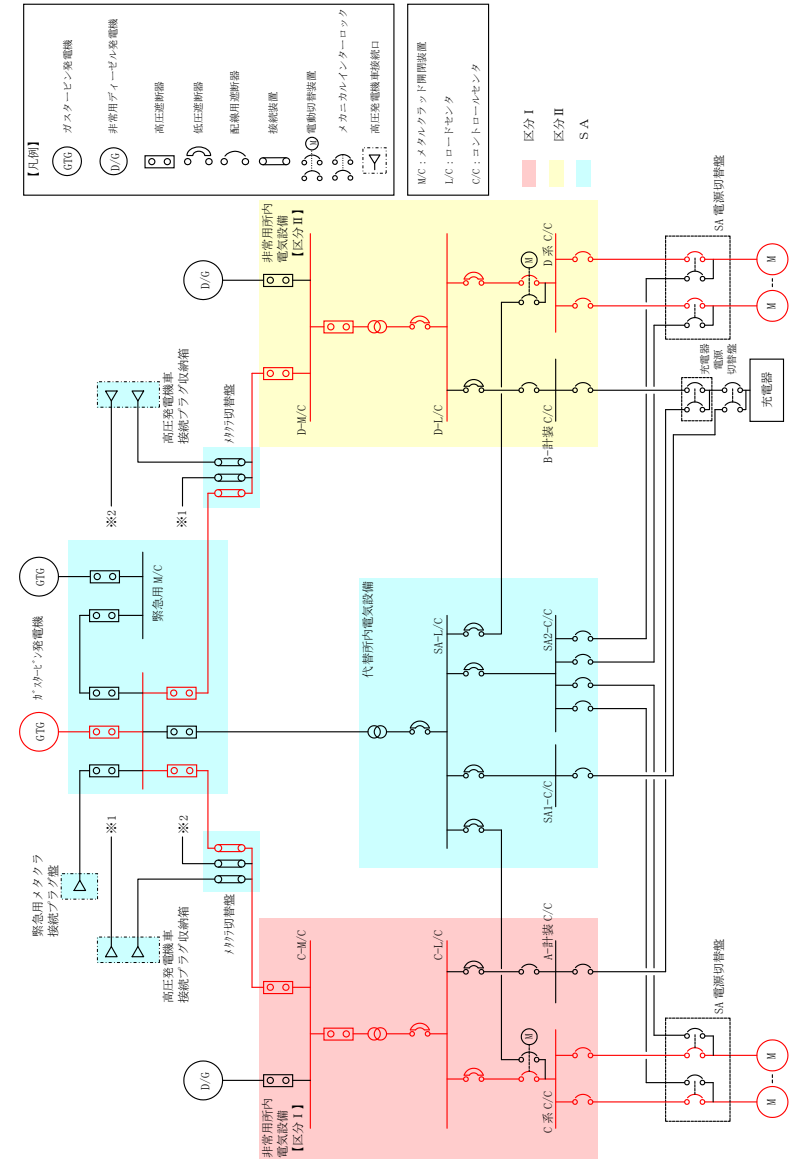 【凡例】
GTG
ガスタービン発電機
D/G
非常用ディーゼル発電機
高圧遮断器
低圧遮断器
配線用遮断器
接続装置
M
電動切替装置
メカニカルインターロック
高圧発電機車接続口
M/C：メタルクラッド開閉装置
L/C：ロードセンタ
C/C：コントロールセンタ
区分Ⅰ
区分Ⅱ
ＳＡ
緊急用メタクラ
接続プラグ盤
GTG
ガスタービン発電機
GTG
緊急用 M/C
※1
※2
高圧発電機車
接続プラグ収納箱
メタクラ切替盤
※2
※1
高圧発電機車
接続プラグ収納箱
メタクラ切替盤
D/G
非常用所内
電気設備
【区分Ⅰ】
C-M/C
C-L/C
M
C系 C/C
A-計装 C/C
代替所内電気設備
SA-L/C
SA1-C/C
SA2-C/C
D/G
非常用所内
電気設備
【区分Ⅱ】
D-M/C
D-L/C
M
B-計装 C/C
D系 C/C
SA 電源切替盤
M
M
充電器
電源
切替盤
充電器
SA 電源切替盤
M
M